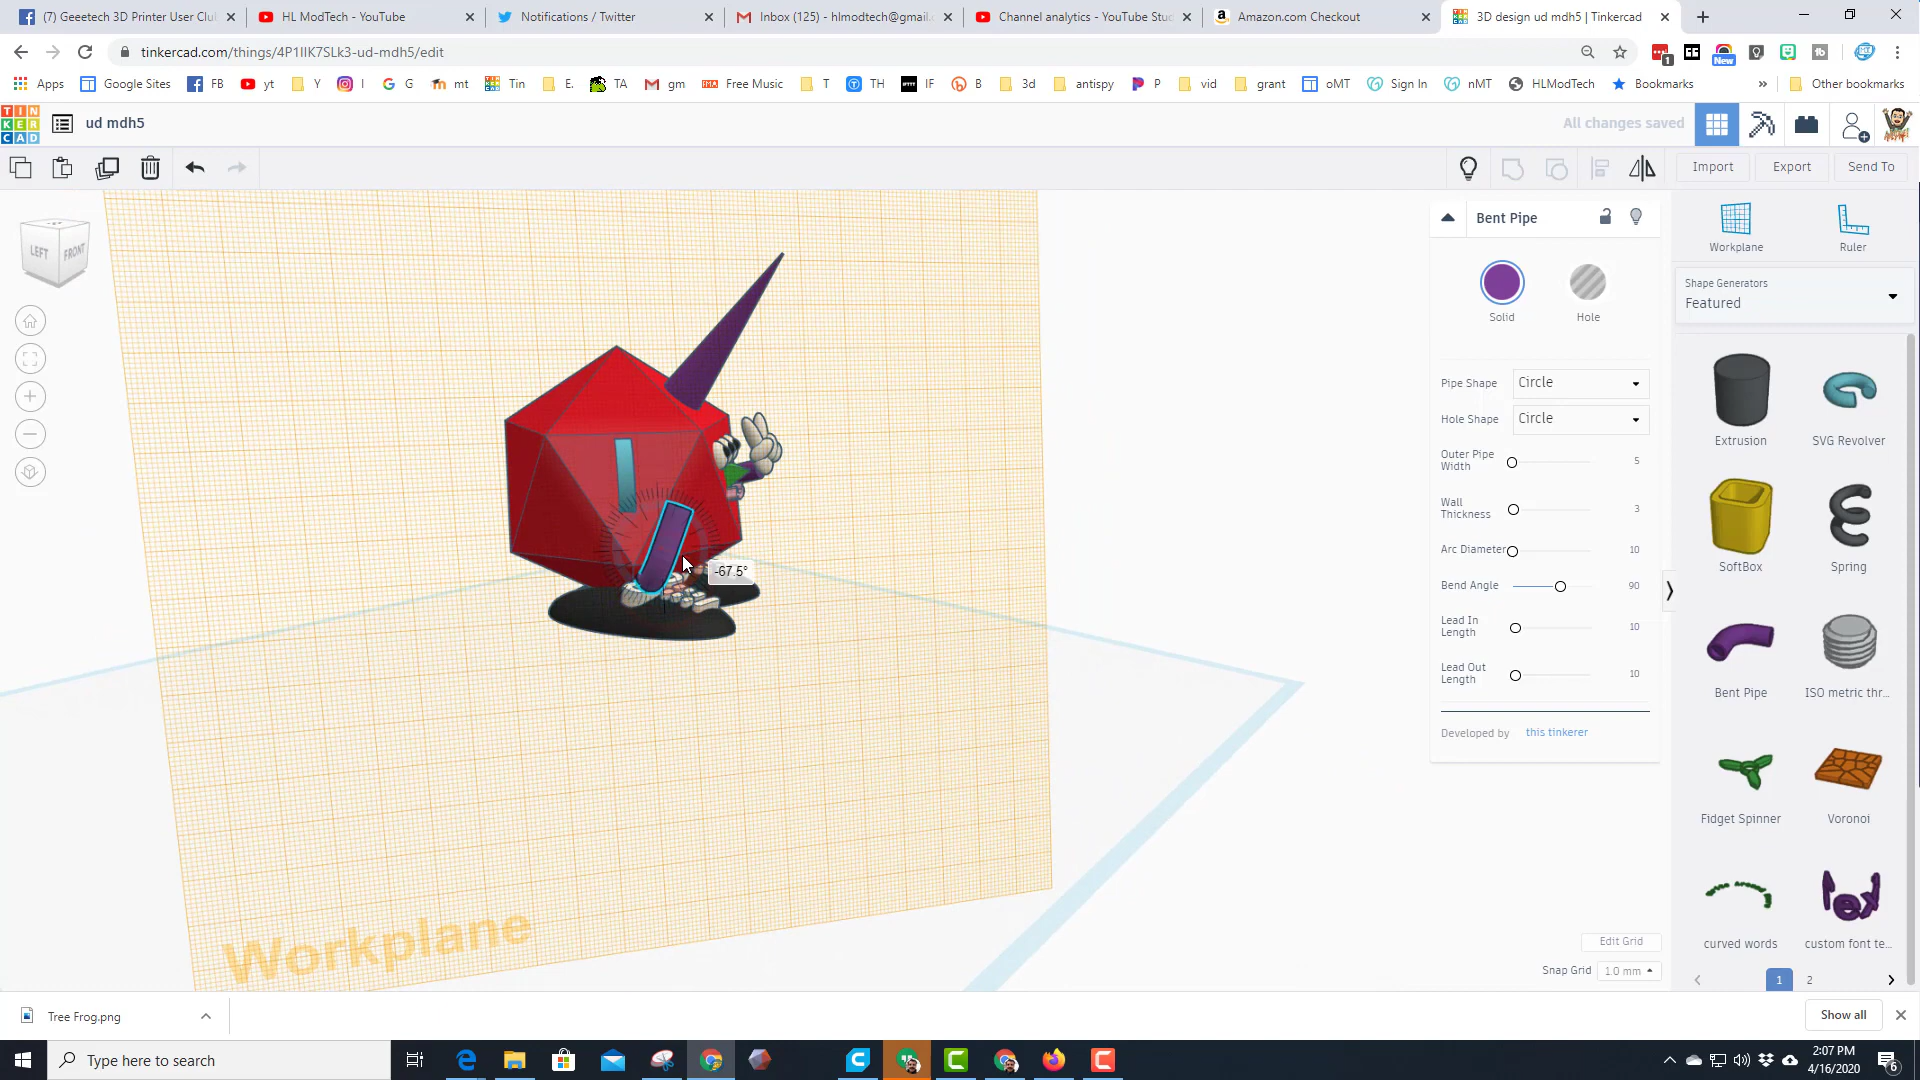 (7) Geeetech 3D Printer User Clu
HL ModTech - YouTube
Notifications / Twitter
Inbox (125) - hlmodtech@gmail.c
Channel analytics - YouTube Stu
Amazon.com Checkout
3D design ud mdh5 | Tinkercad
tinkercad.com/things/4P1IIK7SLk3-ud-mdh5/edit
1
New
Apps
Google Sites
FB
yt
Y
I
G
mt
Tin
E.
TA
gm
Free Music
T
TH
IF
B
3d
antispy
P
vid
grant
oMT
Sign In
nMT
HLModTech
Bookmarks
»
Other bookmarks
TIN
KER
CAD
ud mdh5
All changes saved
Import
Export
Send To
LEFT
FRONT
Bent Pipe
Solid
Hole
Pipe Shape
Circle
Hole Shape
Circle
Outer Pipe
Width
5
Wall
Thickness
3
Arc Diameter
10
Bend Angle
90
Lead In
Length
10
Lead Out
Length
10
Developed by this tinkerer
-67.5°
Workplane
Workplane
Ruler
Shape Generators
Featured
Extrusion
SVG Revolver
SoftBox
Spring
Bent Pipe
ISO metric thr...
Fidget Spinner
Voronoi
curved words
custom font te...
Edit Grid
Snap Grid
1.0 mm
1
2
Tree Frog.png
Show all
Type here to search
2:07 PM
4/16/2020
6